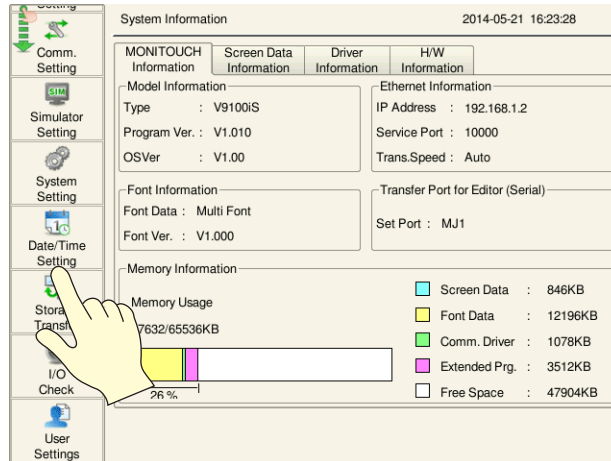 Setting
System Information 2014-05-21 16:23:28
Comm.
Setting
SIM
Simulator
Setting
System
Setting
Date/Time
Setting
I/O
Check
User
Settings
MONITOUCH
Information
Screen Data
Information
Driver
Information
H/W
Information
Model Information
Type : V9100iS
Program Ver. : V1.010
OSVer : V1.00
Ethernet Information
IP Address : 192.168.1.2
Service Port : 10000
Trans.Speed : Auto
Font Information
Font Data : Multi Font
Font Ver. : V1.000
Transfer Port for Editor (Serial)
Set Port : MJ1
Memory Information
Memory Usage
7632/65536KB
26 %
Screen Data : 846KB
Font Data : 12196KB
Comm. Driver : 1078KB
Extended Prg. : 3512KB
Free Space : 47904KB